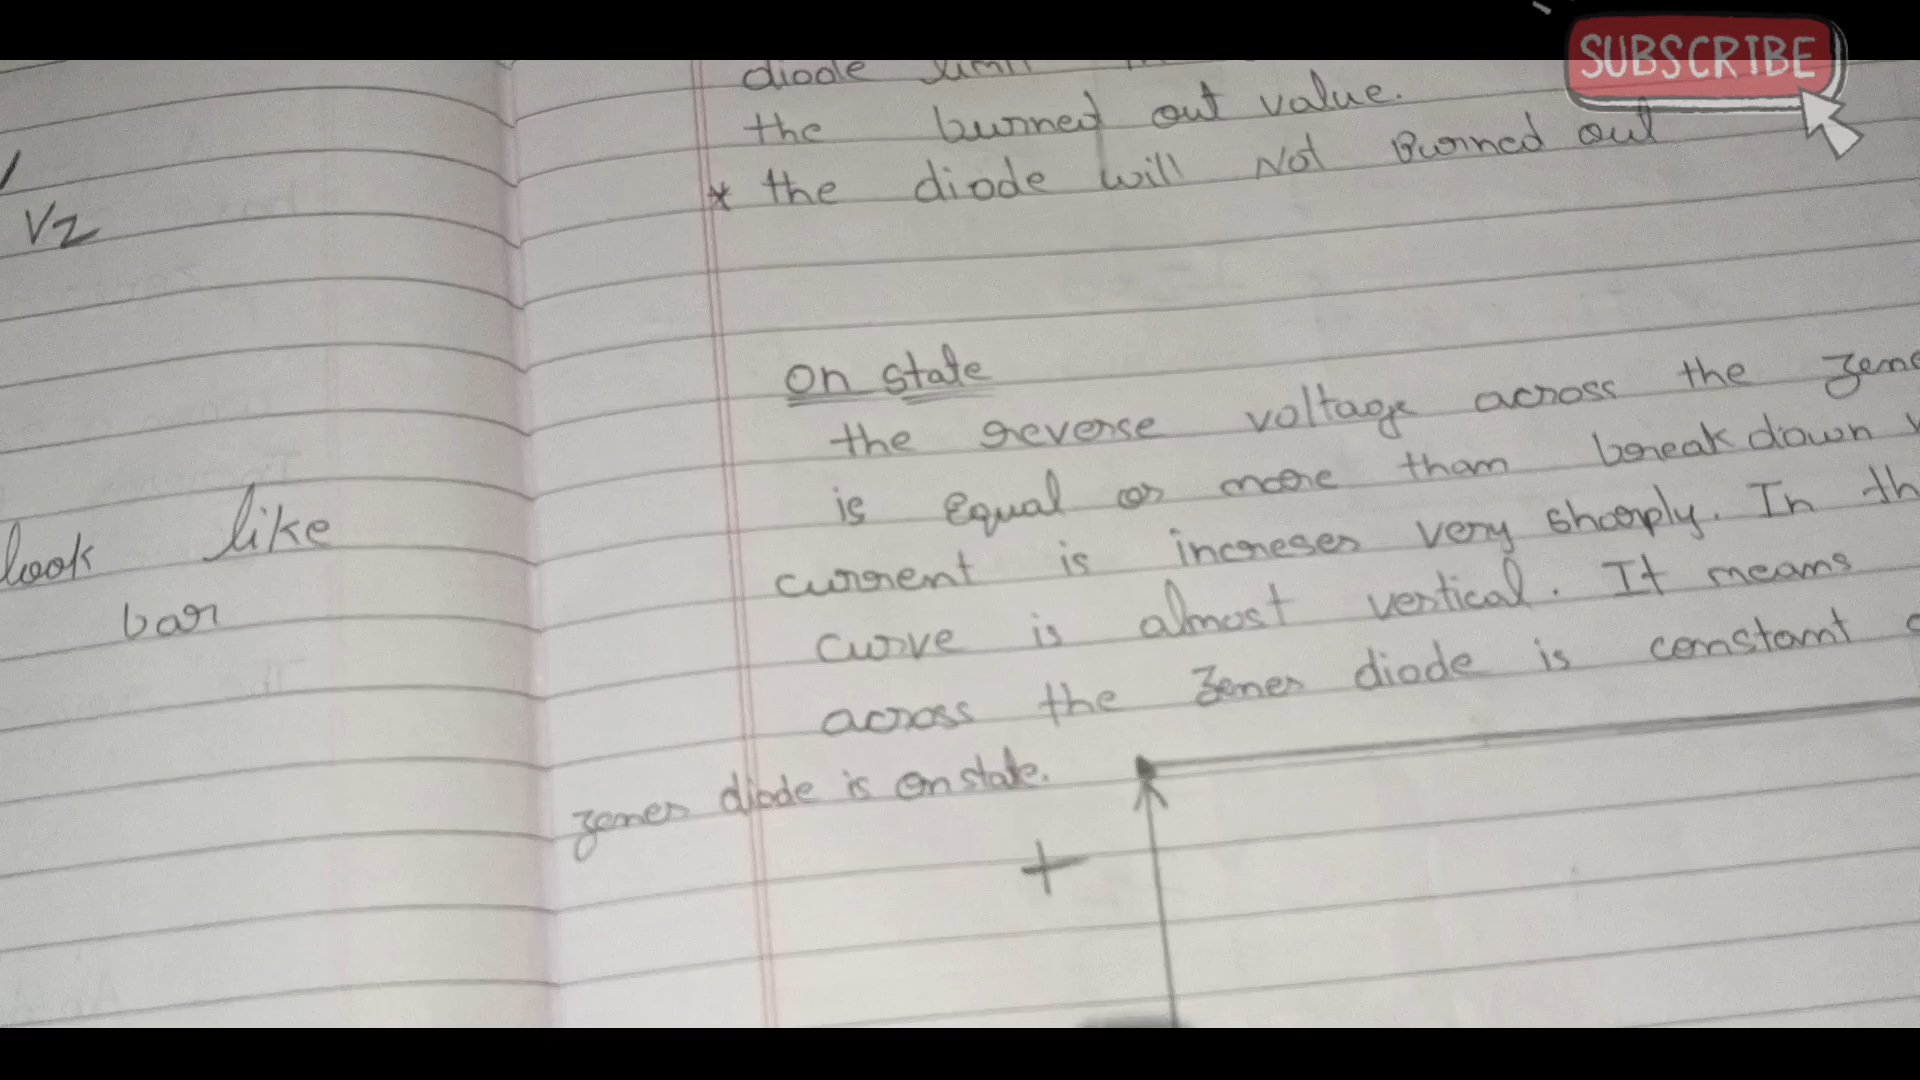 SUBSCRIBE
Vz
look like
bar
diode limit
the burned out value.
* the diode will Not Burned out
On state
the reverse voltage across the
is Equal or more than break down
current is increses very sharply. In
curve is almost vertical. It means
across the Zener diode is constant
zener diode is on state.
+